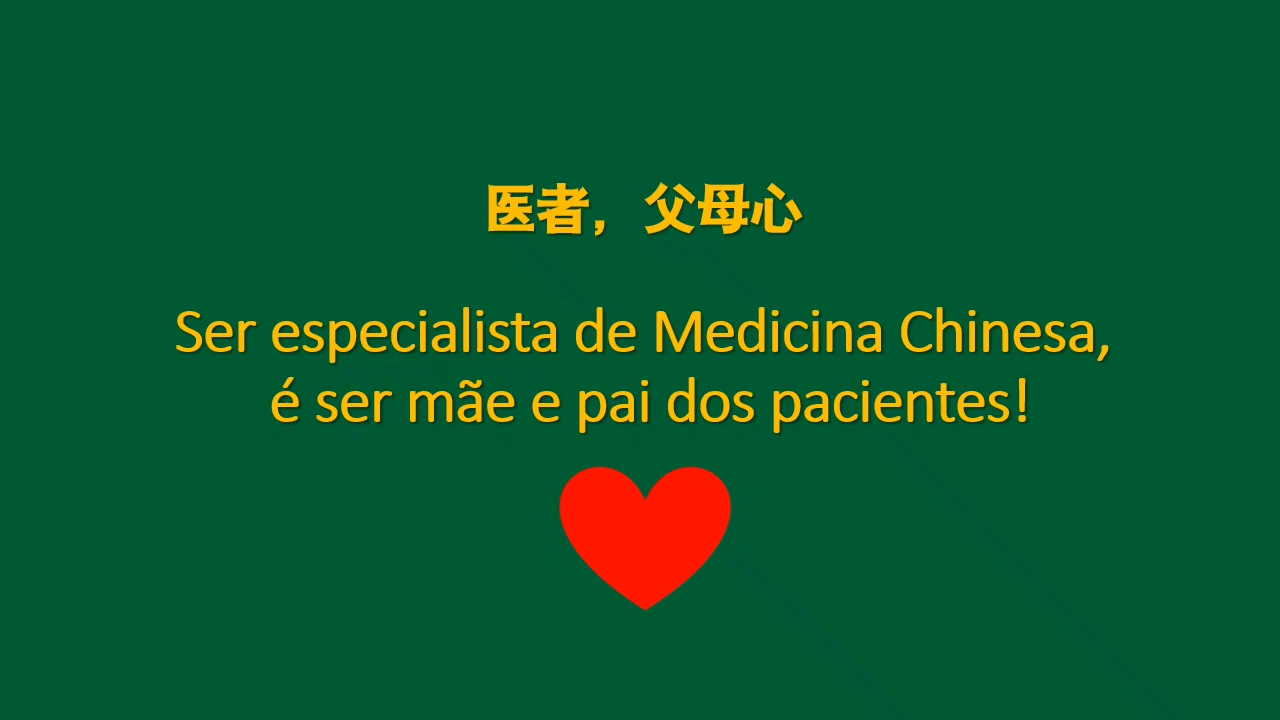 医者，父母心
Ser especialista de Medicina Chinesa,
é ser mãe e pai dos pacientes!